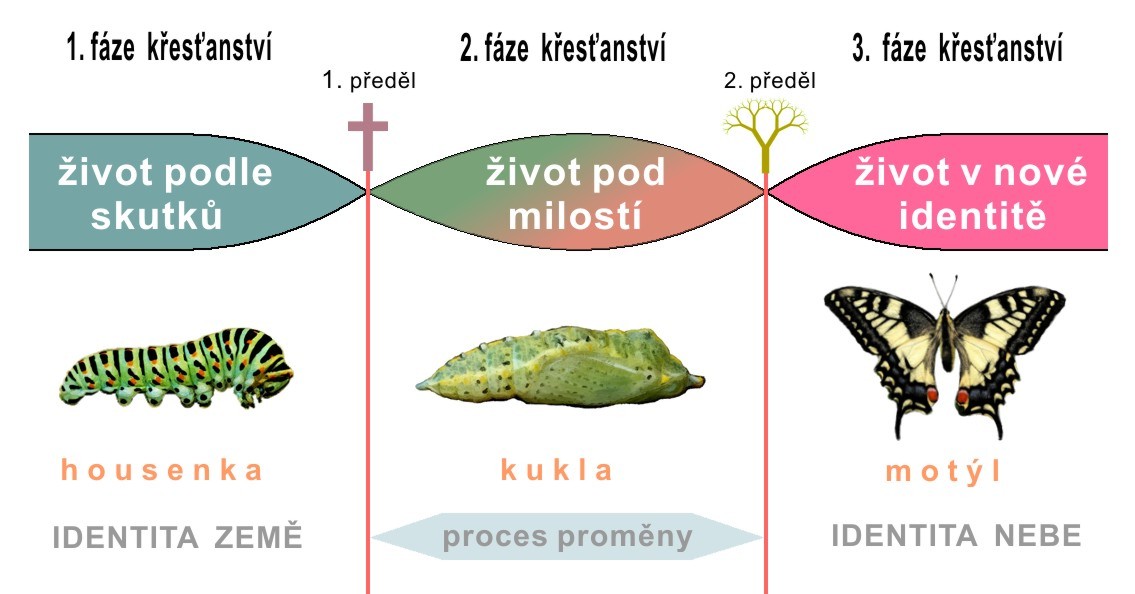 1. fáze křesťanství
2. fáze křesťanství
3. fáze křesťanství
1. předěl
2. předěl
život podle
skutků
život pod
milostí
život v nové
identitě
housenka
kukla
motýl
IDENTITA ZEMĚ
proces proměny
IDENTITA NEBE